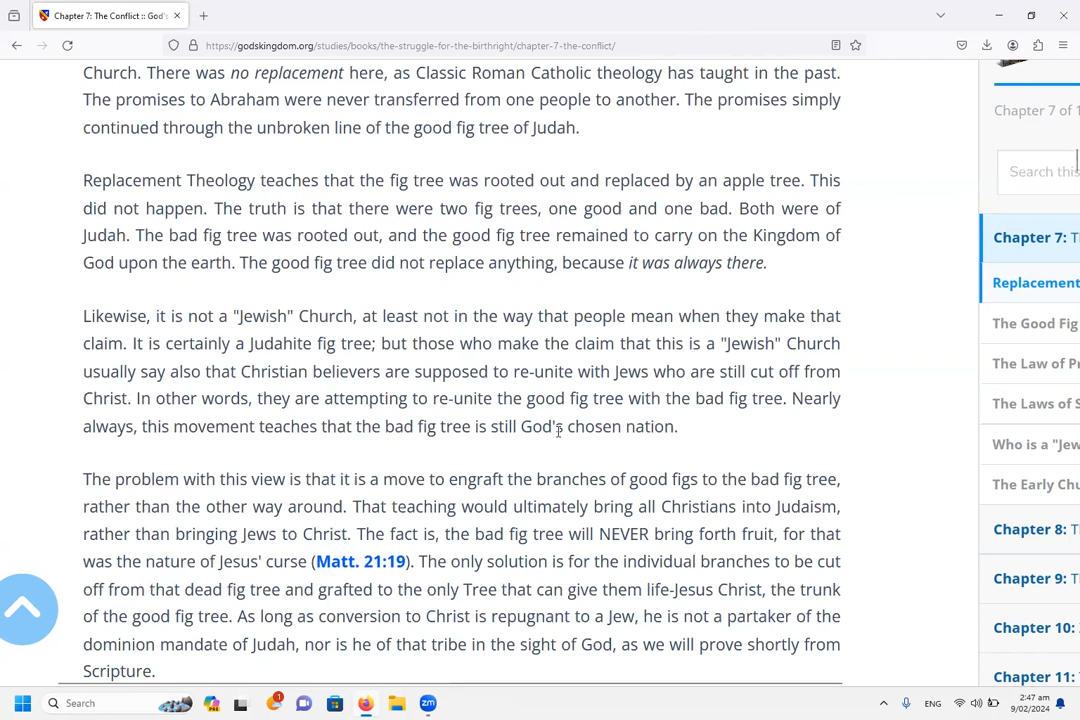 Chapter 7: The Conflict :: God's
https://godskingdom.org/studies/books/the-struggle-for-the-birthright/chapter-7-the-conflict/
Church. There was no replacement here, as Classic Roman Catholic theology has taught in the past.
The promises to Abraham were never transferred from one people to another. The promises simply
continued through the unbroken line of the good fig tree of Judah.
Replacement Theology teaches that the fig tree was rooted out and replaced by an apple tree. This
did not happen. The truth is that there were two fig trees, one good and one bad. Both were of
Judah. The bad fig tree was rooted out, and the good fig tree remained to carry on the Kingdom of
God upon the earth. The good fig tree did not replace anything, because it was always there.
Likewise, it is not a "Jewish" Church, at least not in the way that people mean when they make that
claim. It is certainly a Judahite fig tree; but those who make the claim that this is a "Jewish" Church
usually say also that Christian believers are supposed to re-unite with Jews who are still cut off from
Christ. In other words, they are attempting to re-unite the good fig tree with the bad fig tree. Nearly
always, this movement teaches that the bad fig tree is still God's chosen nation.
The problem with this view is that it is a move to engraft the branches of good figs to the bad fig tree,
rather than the other way around. That teaching would ultimately bring all Christians into Judaism,
rather than bringing Jews to Christ. The fact is, the bad fig tree will NEVER bring forth fruit, for that
was the nature of Jesus' curse (Matt. 21:19). The only solution is for the individual branches to be cut
off from that dead fig tree and grafted to the only Tree that can give them life-Jesus Christ, the trunk
of the good fig tree. As long as conversion to Christ is repugnant to a Jew, he is not a partaker of the
dominion mandate of Judah, nor is he of that tribe in the sight of God, as we will prove shortly from
Scripture.
Chapter 7 of 1
Search this
Chapter 7: T
Replacement
The Good Fig
The Law of P
The Laws of S
Who is a "Jew
The Early Chu
Chapter 8: T
Chapter 9: T
Chapter 10:
Chapter 11:
Search
1
zm
ENG
2:47 am
9/02/2024